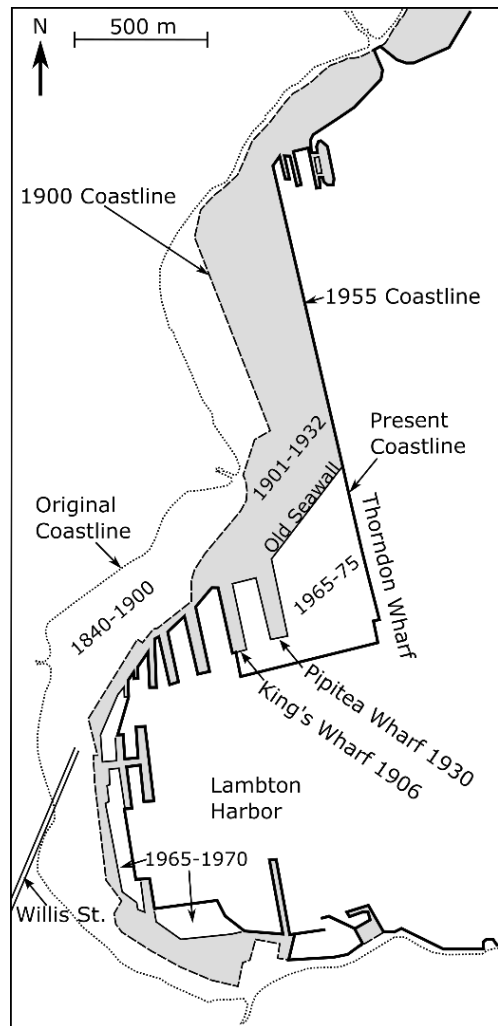 N
500 m
1900 Coastline
1955 Coastline
Present
Coastline
1901-1932
Old Seawall
Thorndon Wharf
Original
Coastline
1965-75
1840-1900
Pipitea Wharf 1930
King's Wharf 1906
Lambton
Harbor
1965-1970
Willis St.